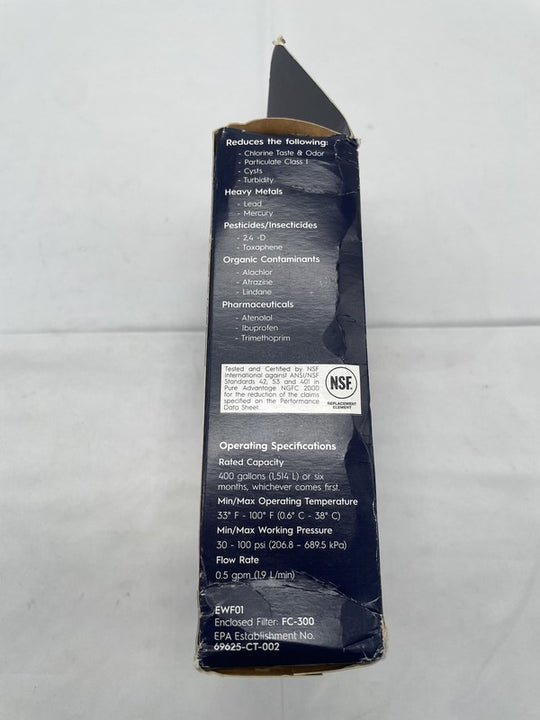 Reduces the following:
- Chlorine Taste & Odor
- Particulate Class I
- Cysts
- Turbidity
Heavy Metals
- Lead
- Mercury
Pesticides/Insecticides
- 2,4 -D
- Toxaphene
Organic Contaminants
- Alachlor
- Atrazine
- Lindane
Pharmaceuticals
- Atenolol
- Ibuprofen
- Trimethoprim
Tested and Certified by NSF
International against ANSI/NSF
Standards 42, 53 and 401 in
Pure Advantage NGFC 2000
for the reduction of the claims
specified on the Performance
Data Sheet.
NSF
REPLACEMENT
ELEMENT
Operating Specifications
Rated Capacity
400 gallons (1,514 L) or six
months, whichever comes first.
Min/Max Operating Temperature
33° F - 100° F (0.6° C - 38° C)
Min/Max Working Pressure
30 - 100 psi (206.8 - 689.5 kPa)
Flow Rate
0.5 gpm (1.9 L/min)
EWF01
Enclosed Filter: FC-300
EPA Establishment No.
69625-CT-002